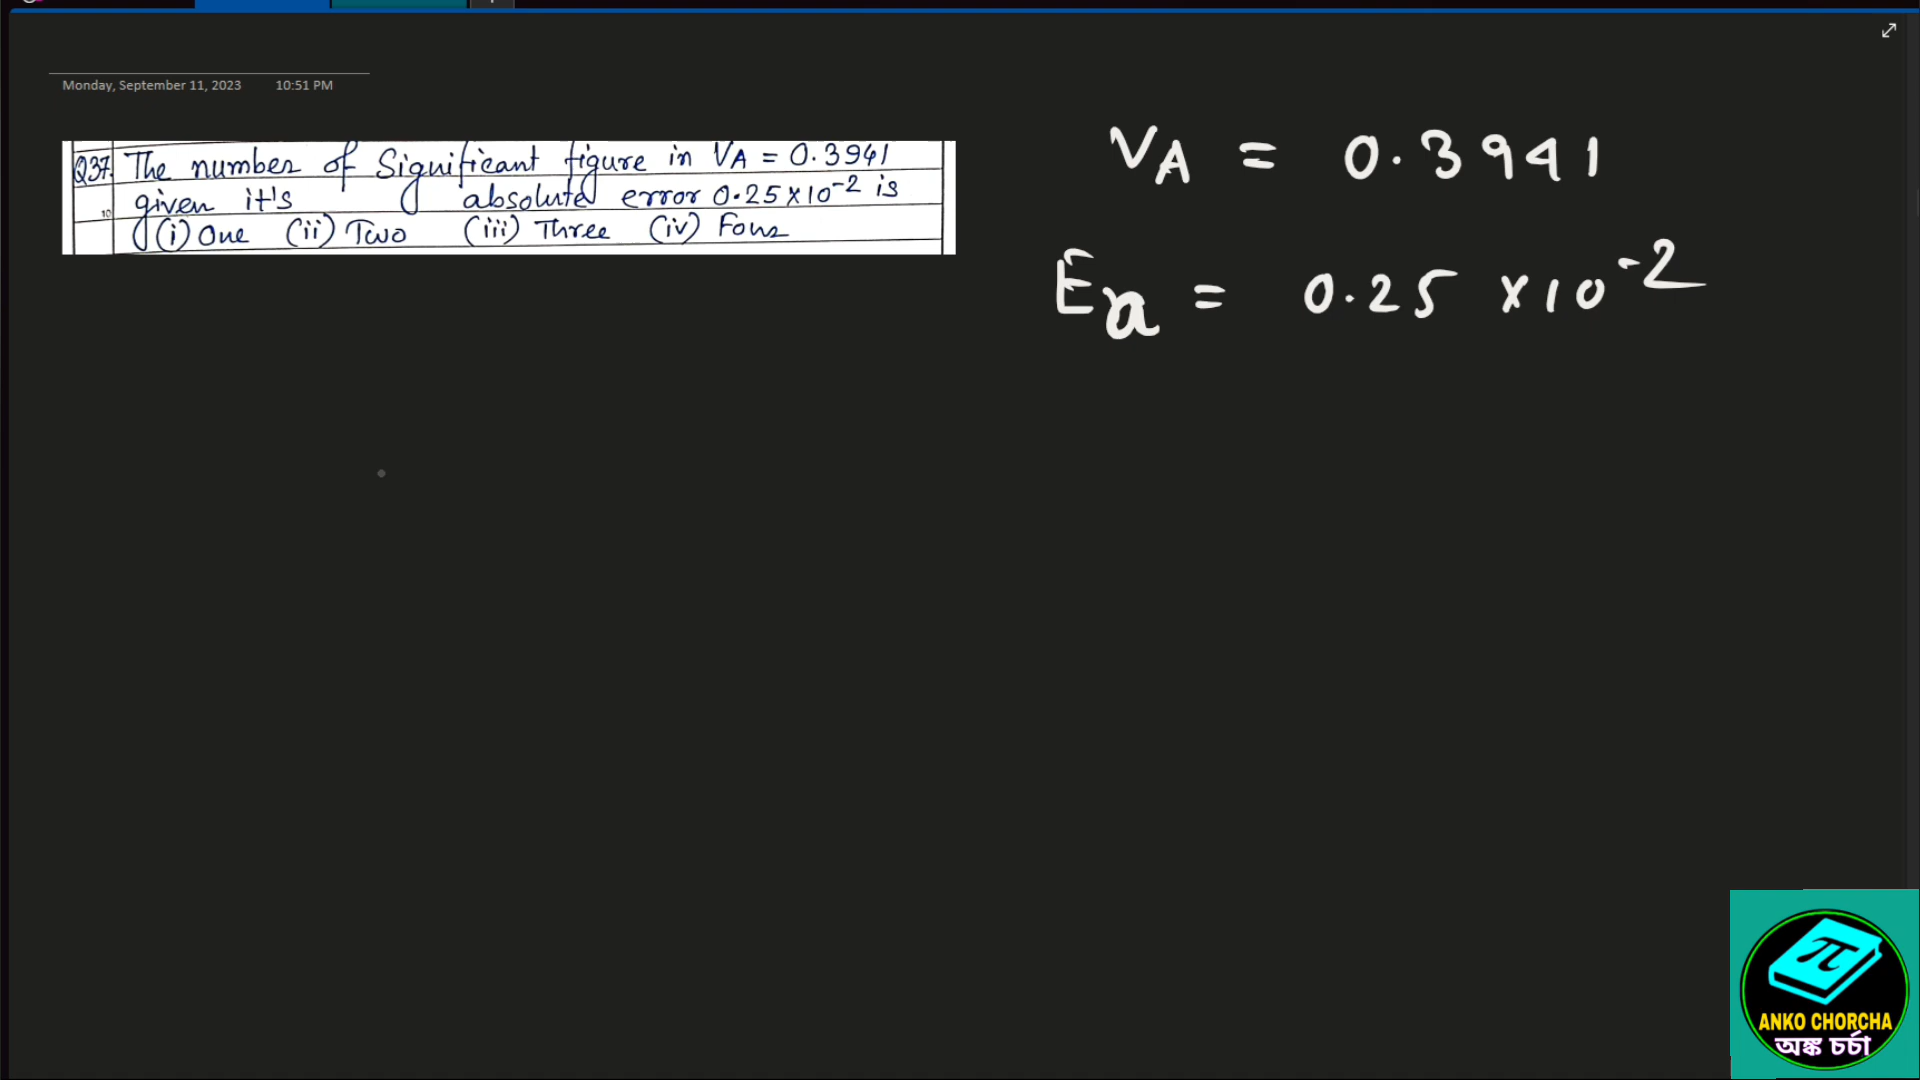 Monday, September 11, 2023 10:51 PM
Q37. The number of Significant figure in VA = 0.3941
given it's absolute error 0.25×10⁻² is
10
(i) One (ii) Two (iii) Three (iv) Four
VA = 0.3941
Ea = 0.25 ×10⁻²
π
ANKO CHORCHA
অঙ্ক চর্চা